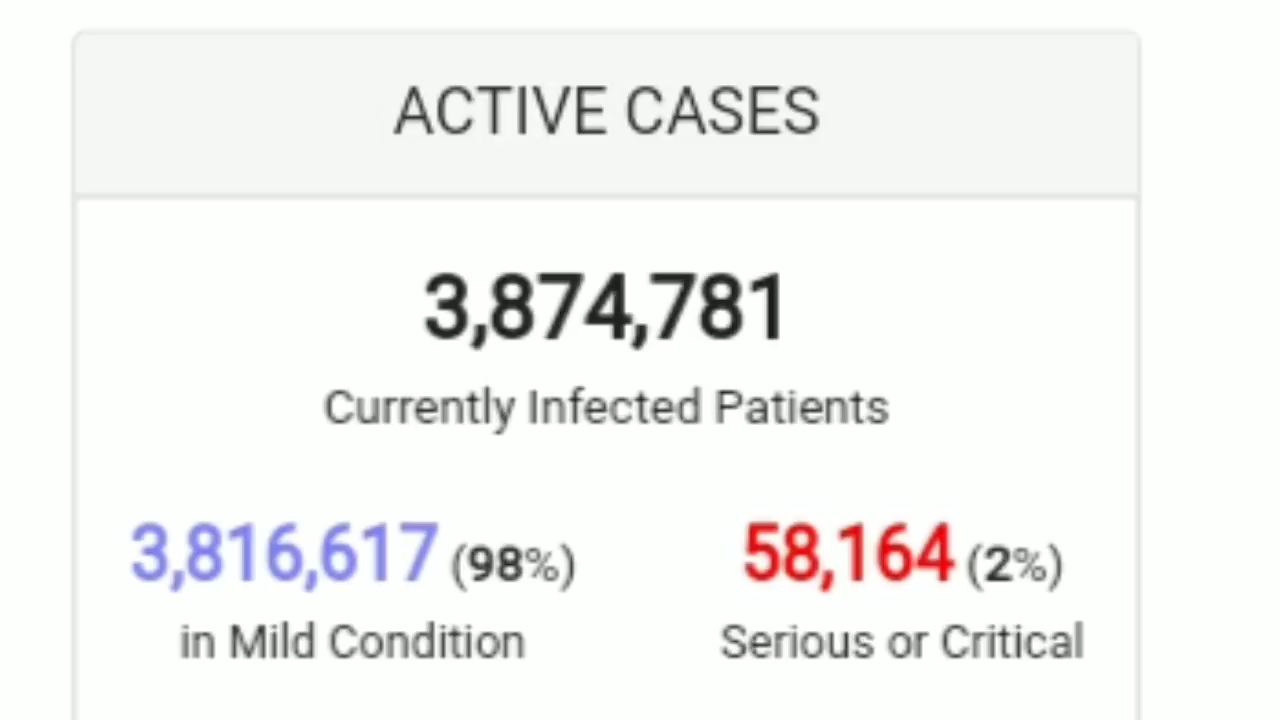 ACTIVE CASES
3,874,781
Currently Infected Patients
3,816,617 (98%) 58,164 (2%)
in Mild Condition Serious or Critical